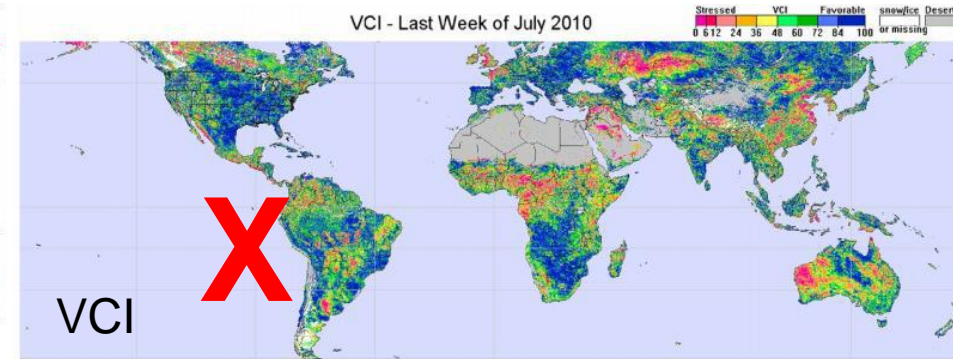 VCI - Last Week of July 2010
Stressed VCI Favorable snow/ice Desert
0 6 12 24 36 48 60 72 84 100 or missing
X
VCI